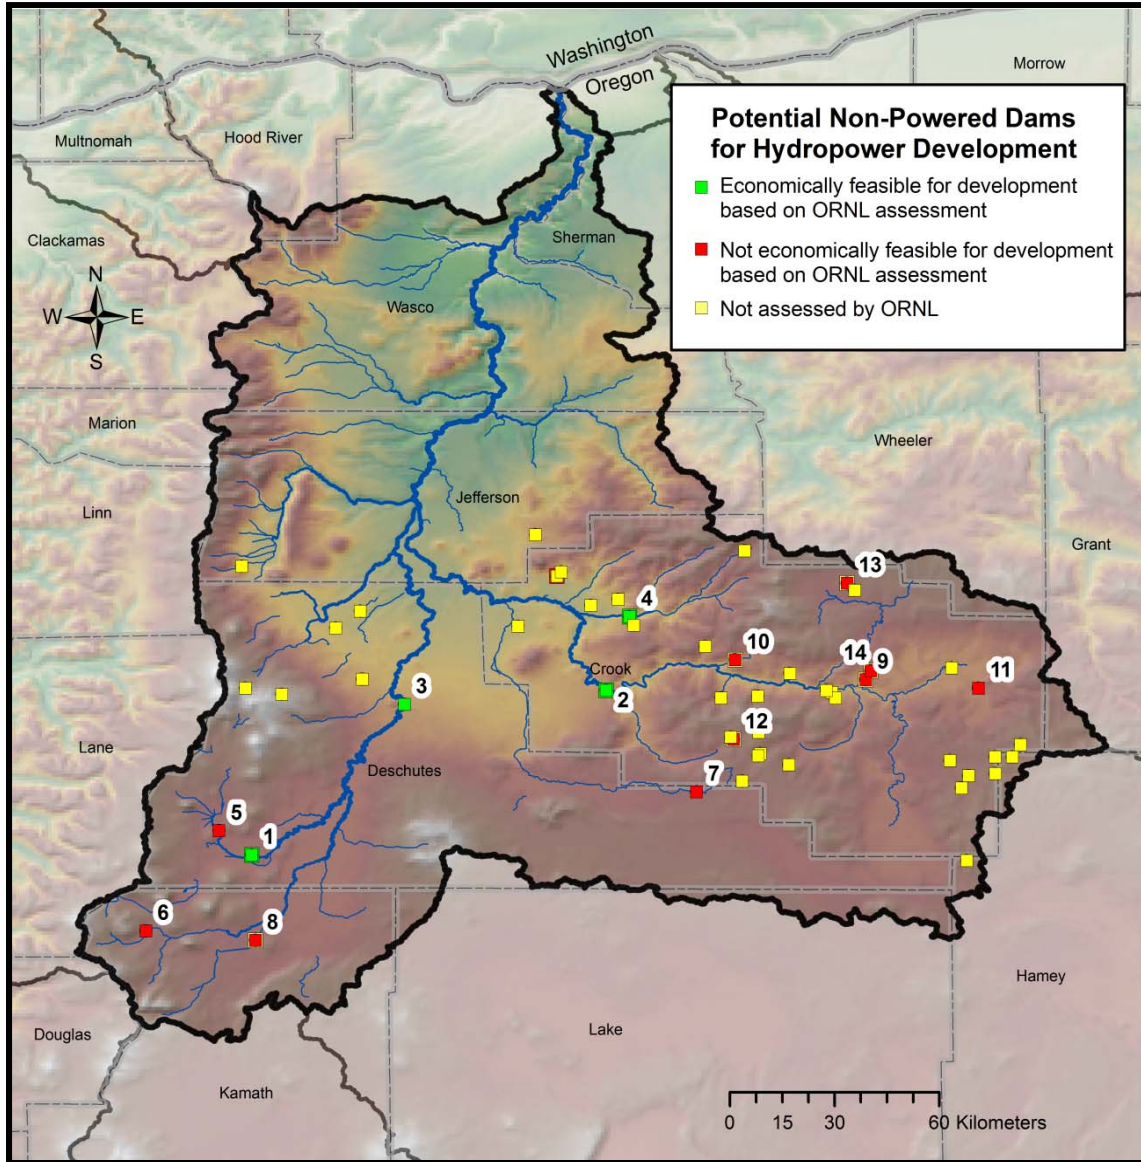 Washington
Oregon
Morrow
Multnomah
Hood River
Potential Non-Powered Dams
for Hydropower Development
Economically feasible for development
based on ORNL assessment
Not economically feasible for development
based on ORNL assessment
Not assessed by ORNL
Clackamas
Sherman
N
W
E
S
Wasco
Marion
Wheeler
Linn
Jefferson
Grant
13
4
10
14
9
11
Crook
2
3
12
Lane
Deschutes
7
5
1
6
8
Harney
Douglas
Lake
Kamath
0
15
30
60 Kilometers